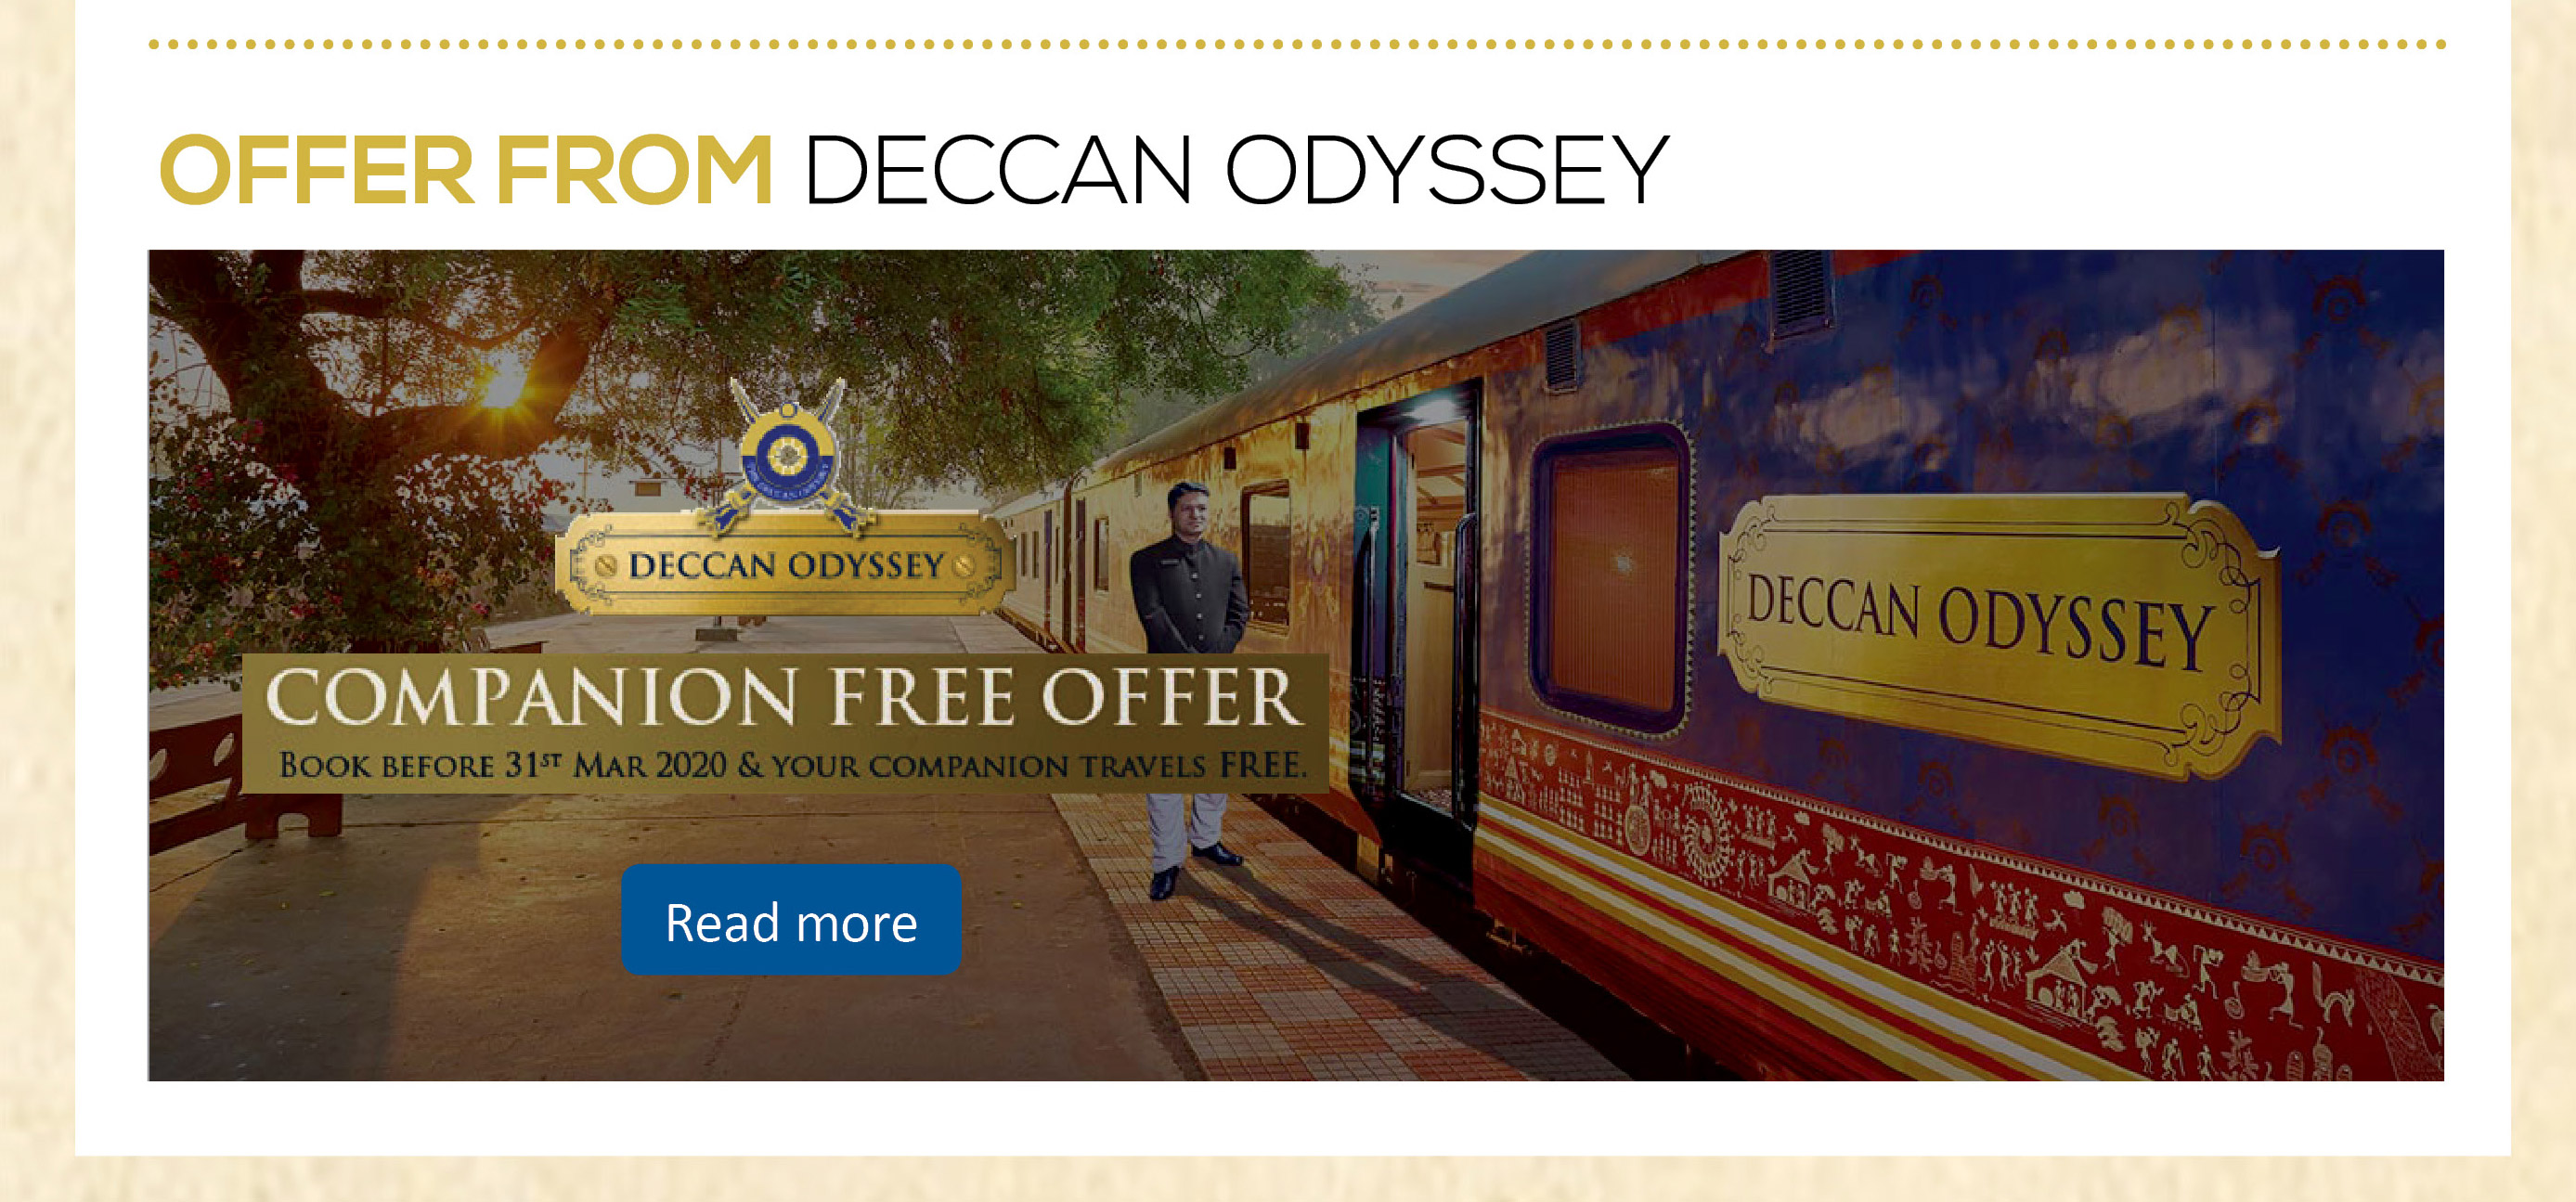 OFFER FROM DECCAN ODYSSEY
DECCAN ODYSSEY
DECCAN ODYSSEY
COMPANION FREE OFFER
BOOK BEFORE 31ST MAR 2020 & YOUR COMPANION TRAVELS FREE.
Read more